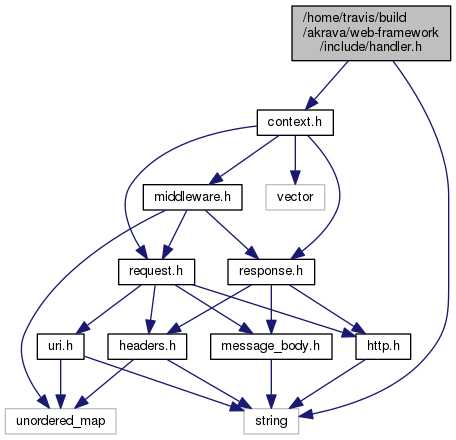 /home/travis/build
/akrava/web-framework
/include/handler.h
context.h
middleware.h
vector
request.h
response.h
uri.h
headers.h
message_body.h
http.h
unordered_map
string